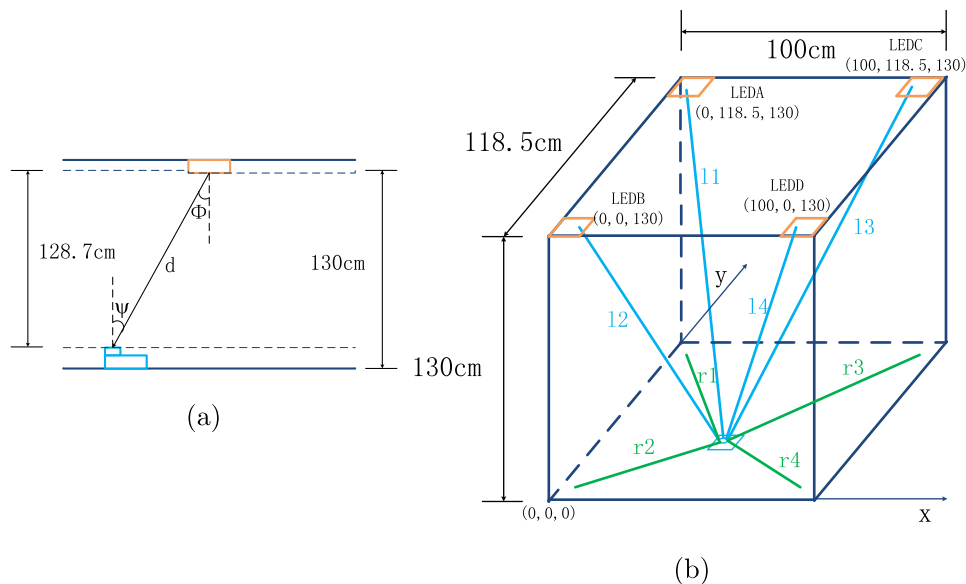 Φ
128.7cm
d
130cm
Ψ
(a)
100cm
LEDC
(100,118.5,130)
LEDA
(0,118.5,130)
118.5cm
l1
LEDB
(0,0,130)
LEDD
(100,0,130)
l3
y
l2
l4
130cm
r1
r3
r2
r4
(0,0,0)
x
(b)